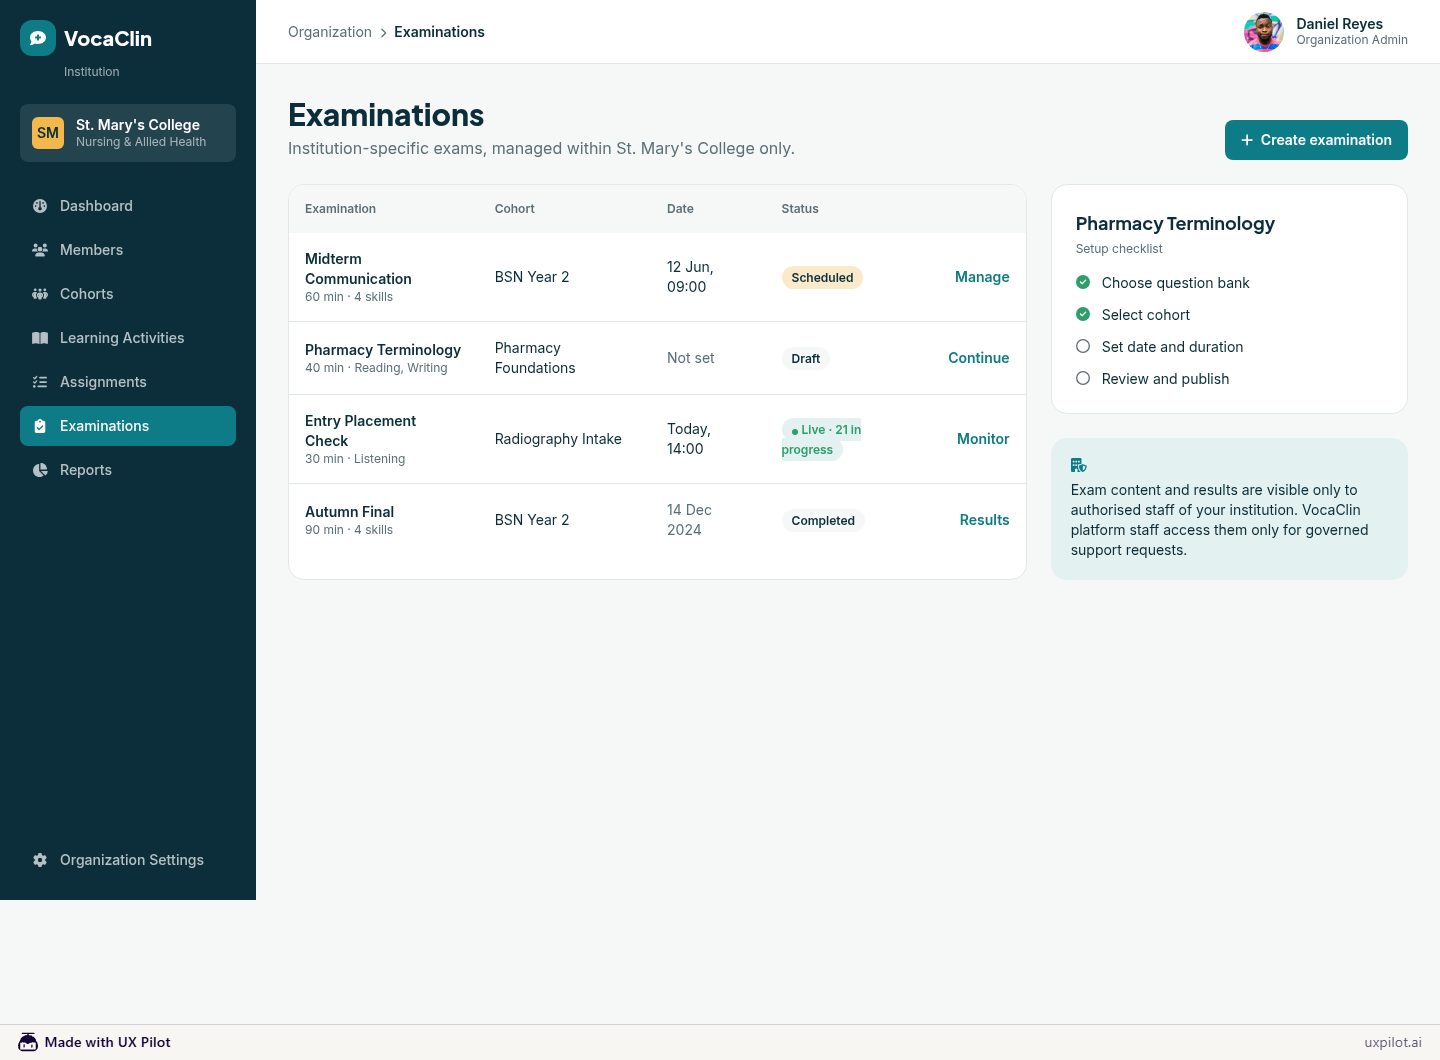 VocaClin
Institution
SM
St. Mary's College
Nursing & Allied Health
Dashboard
Members
Cohorts
Learning Activities
Assignments
Examinations
Reports
Organization Settings
Organization > Examinations
Daniel Reyes
Organization Admin
Examinations
Institution-specific exams, managed within St. Mary's College only.
+ Create examination
Examination Cohort Date Status
Midterm
Communication
60 min · 4 skills
BSN Year 2
12 Jun,
09:00
Scheduled
Manage
Pharmacy Terminology
40 min · Reading, Writing
Pharmacy
Foundations
Not set
Draft
Continue
Entry Placement
Check
30 min · Listening
Radiography Intake
Today,
14:00
Live · 21 in
progress
Monitor
Autumn Final
90 min · 4 skills
BSN Year 2
14 Dec
2024
Completed
Results
Pharmacy Terminology
Setup checklist
Choose question bank
Select cohort
Set date and duration
Review and publish
Exam content and results are visible only to
authorised staff of your institution. VocaClin
platform staff access them only for governed
support requests.
Made with UX Pilot
uxpilot.ai